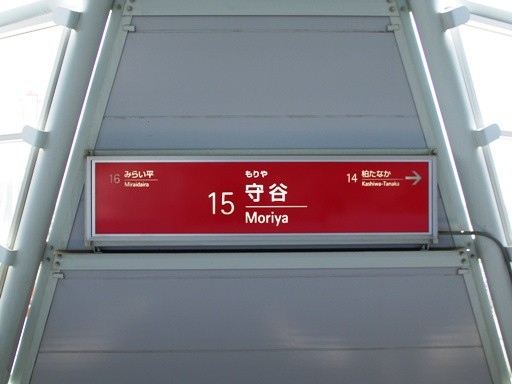 16 みらい平
Miraidaira
もりや
15 守谷
Moriya
14 柏たなか →
Kashiwa-Tanaka